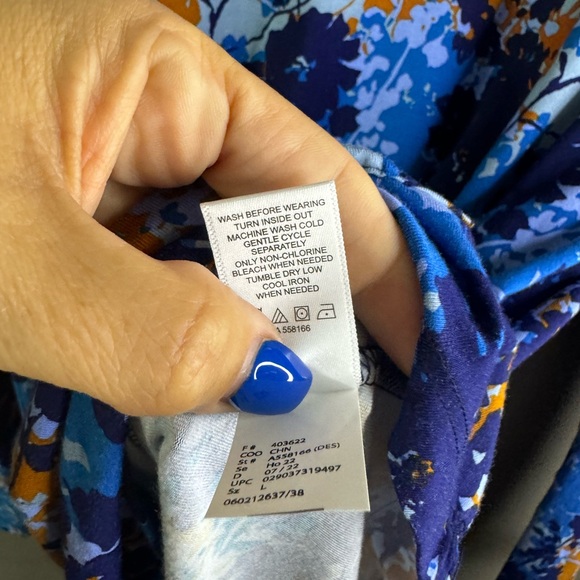 WASH BEFORE WEARING
TURN INSIDE OUT
MACHINE WASH COLD
GENTLE CYCLE
SEPARATELY
ONLY NON-CHLORINE
BLEACH WHEN NEEDED
TUMBLE DRY LOW
COOL IRON
WHEN NEEDED
A558166
F# 403622
COO CHN
St# A558166 (DES)
Se Ho 22
D 07/22
UPC 029037319497
Sz L
060212637/38